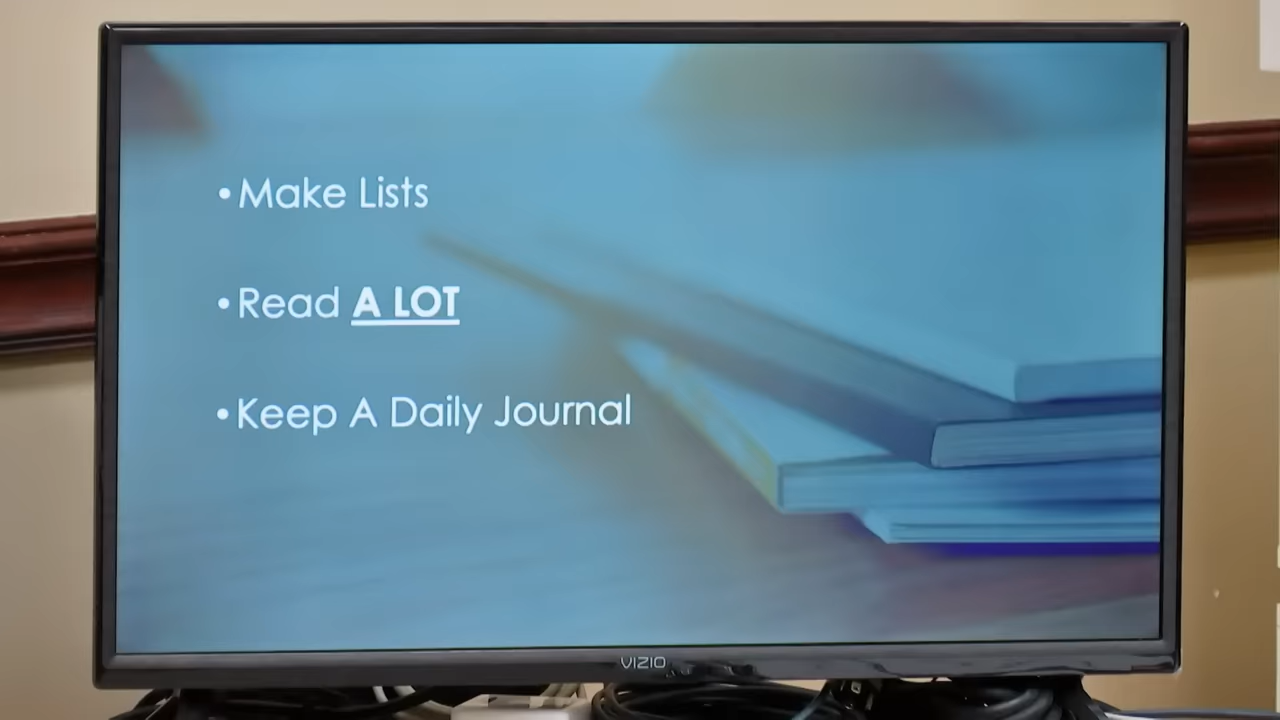 • Make Lists
• Read A LOT
• Keep A Daily Journal
VIZIO